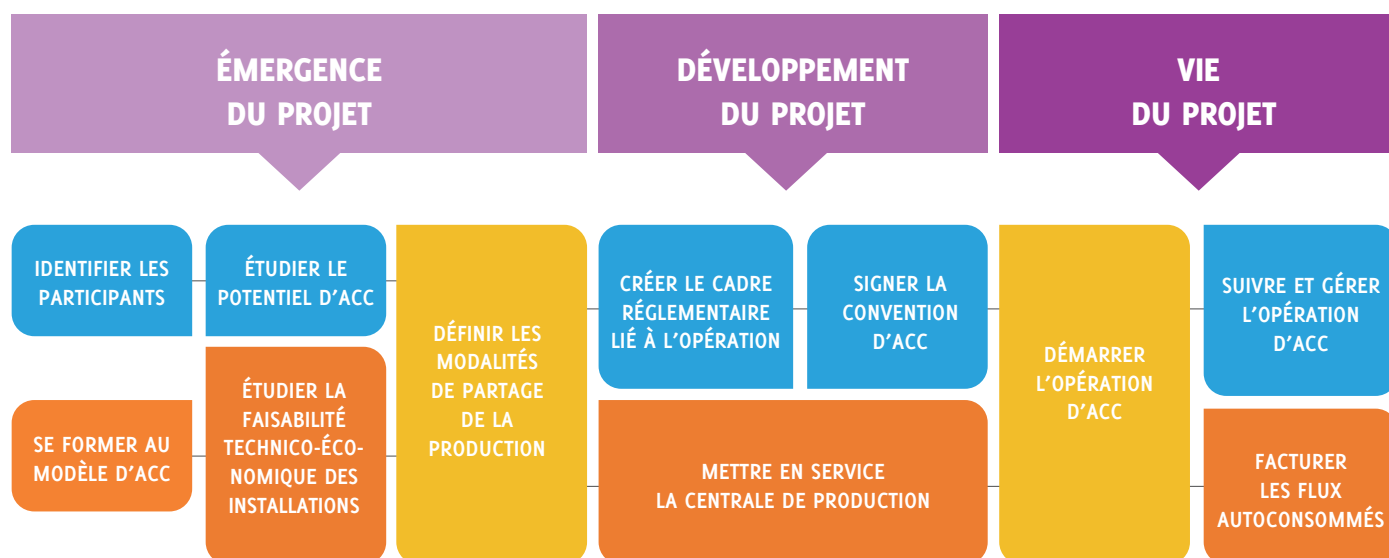 ÉMERGENCE
DU PROJET
DÉVELOPPEMENT
DU PROJET
VIE
DU PROJET
IDENTIFIER LES
PARTICIPANTS
ÉTUDIER LE
POTENTIEL D'ACC
SE FORMER AU
MODÈLE D'ACC
ÉTUDIER LA
FAISABILITÉ
TECHNICO-ÉCO-
NOMIQUE DES
INSTALLATIONS
DÉFINIR LES
MODALITÉS
DE PARTAGE
DE LA
PRODUCTION
CRÉER LE CADRE
RÉGLEMENTAIRE
LIÉ À L'OPÉRATION
SIGNER LA
CONVENTION
D'ACC
METTRE EN SERVICE
LA CENTRALE DE PRODUCTION
DÉMARRER
L'OPÉRATION
D'ACC
SUIVRE ET GÉRER
L'OPÉRATION
D'ACC
FACTURER
LES FLUX
AUTOCONSOMMÉS